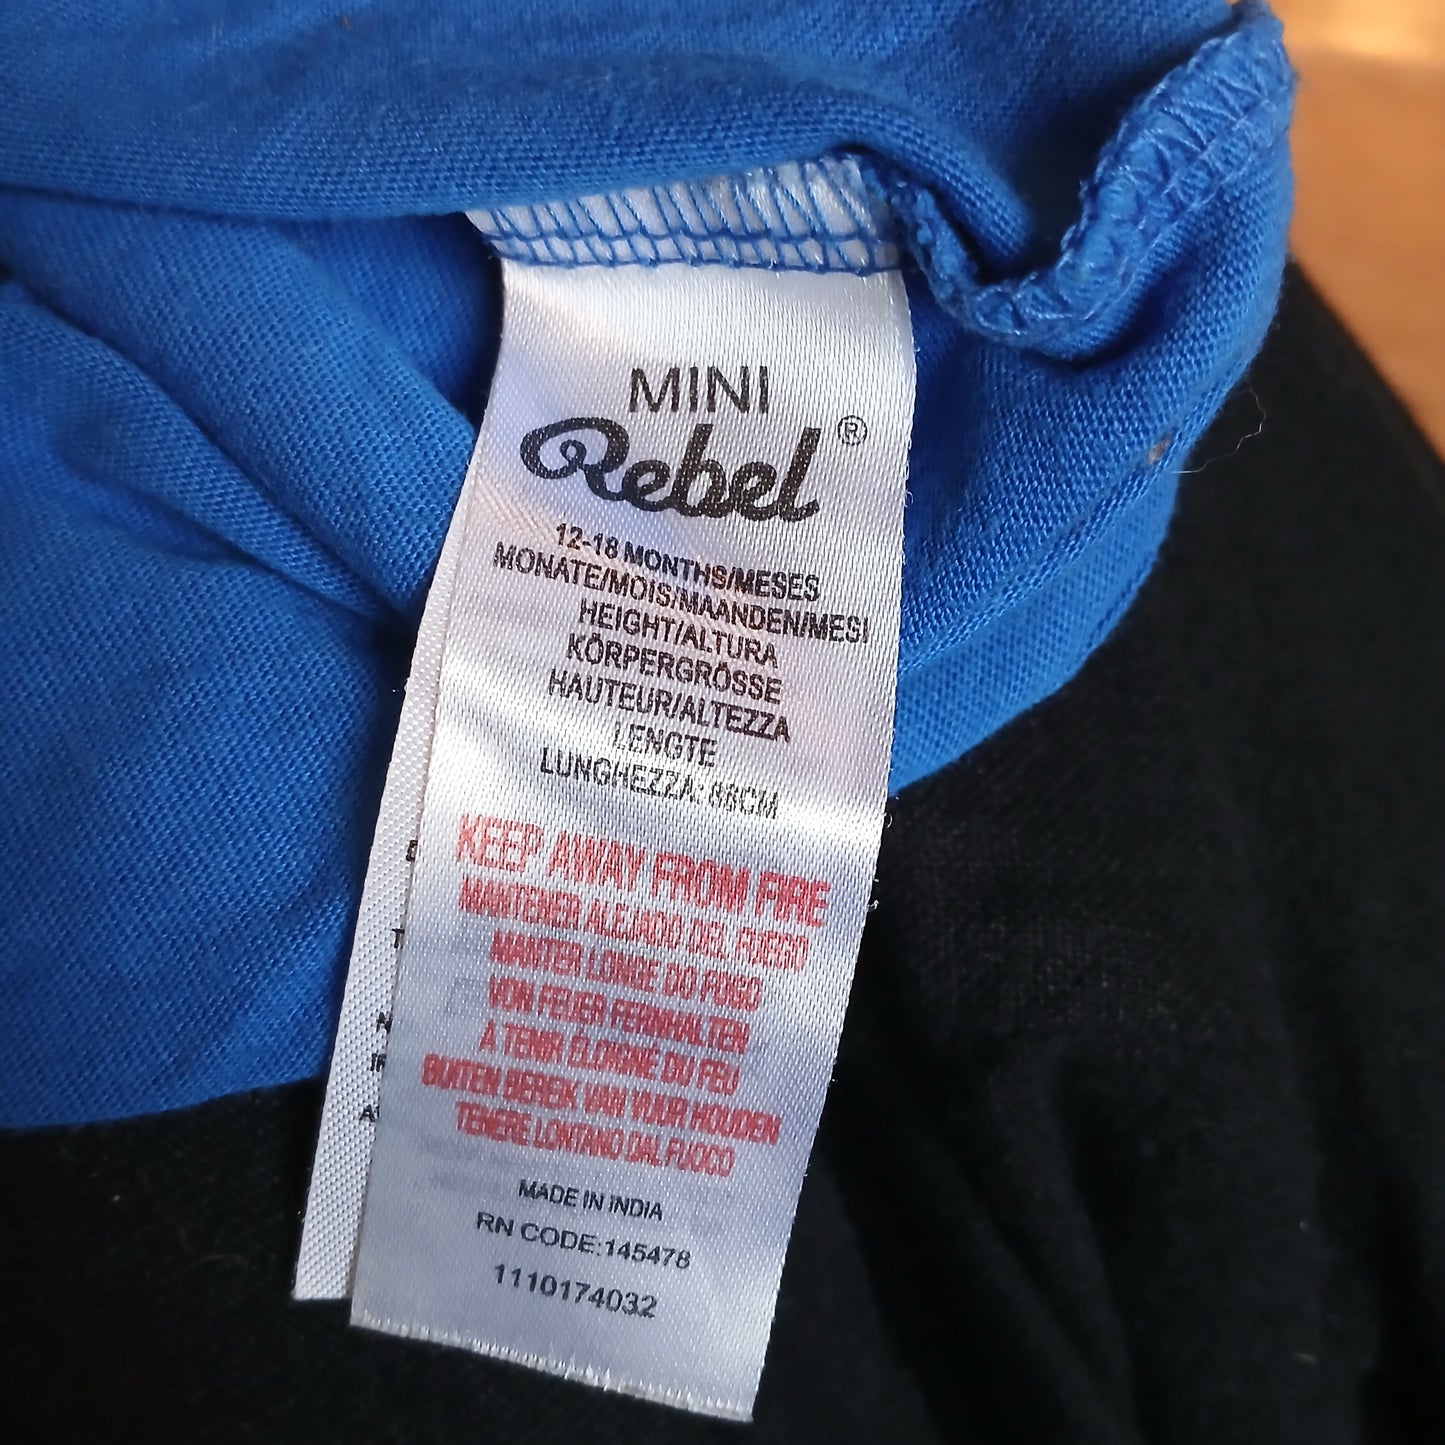 MINI
Rebel®
12-18 MONTHS/MESES
MONATE/MOIS/MAANDEN/MESI
HEIGHT/ALTURA
KÖRPERGRÖSSE
HAUTEUR/ALTEZZA
LENGTE
LUNGHEZZA: 86CM
KEEP AWAY FROM FIRE
MANTENER ALEJADO DEL FUEGO
MANTER LONGE DO FOGO
VON FEUER FERNHALTEN
À TENIR ÉLOIGNÉ DU FEU
BUITEN BEREIK VAN VUUR HOUDEN
TENERE LONTANO DAL FUOCO
MADE IN INDIA
RN CODE:145478
1110174032